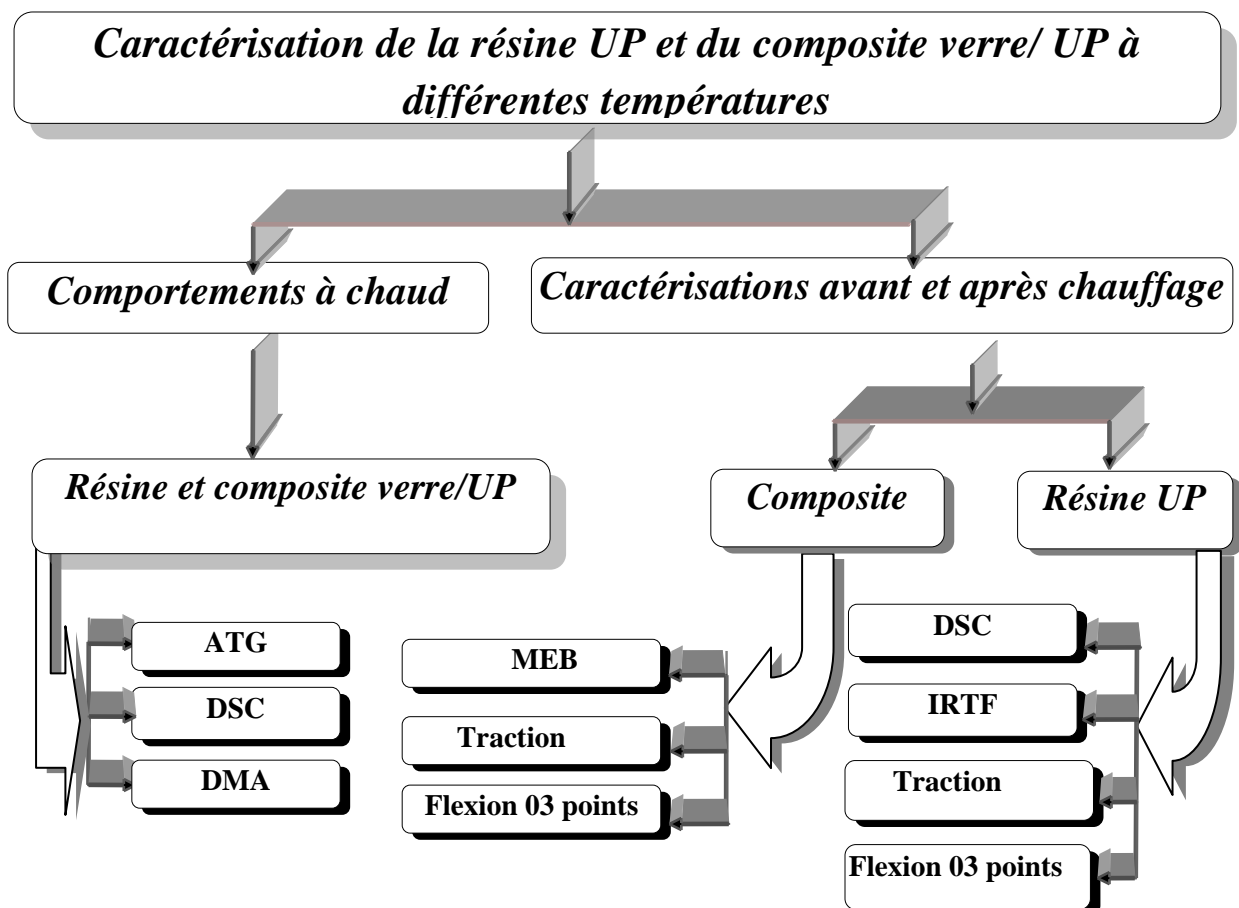 Caractérisation de la résine UP et du composite verre/ UP à
différentes températures
Comportements à chaud
Caractérisations avant et après chauffage
Résine et composite verre/UP
Composite
Résine UP
ATG
DSC
DMA
MEB
Traction
Flexion 03 points
DSC
IRTF
Traction
Flexion 03 points